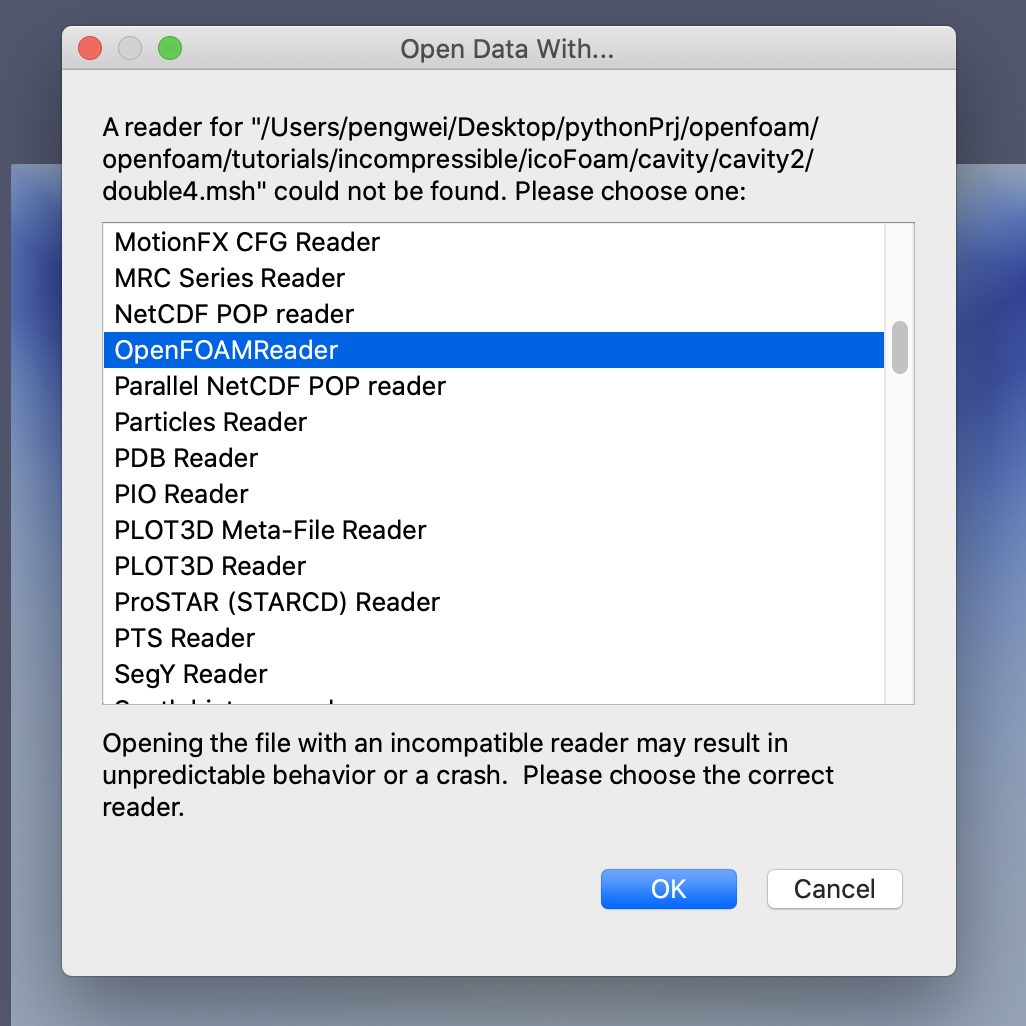 Open Data With...
A reader for "/Users/pengwei/Desktop/pythonPrj/openfoam/
openfoam/tutorials/incompressible/icoFoam/cavity/cavity2/
double4.msh" could not be found. Please choose one:
MotionFX CFG Reader
MRC Series Reader
NetCDF POP reader
OpenFOAMReader
Parallel NetCDF POP reader
Particles Reader
PDB Reader
PIO Reader
PLOT3D Meta-File Reader
PLOT3D Reader
ProSTAR (STARCD) Reader
PTS Reader
SegY Reader
Opening the file with an incompatible reader may result in
unpredictable behavior or a crash.  Please choose the correct
reader.
OK
Cancel